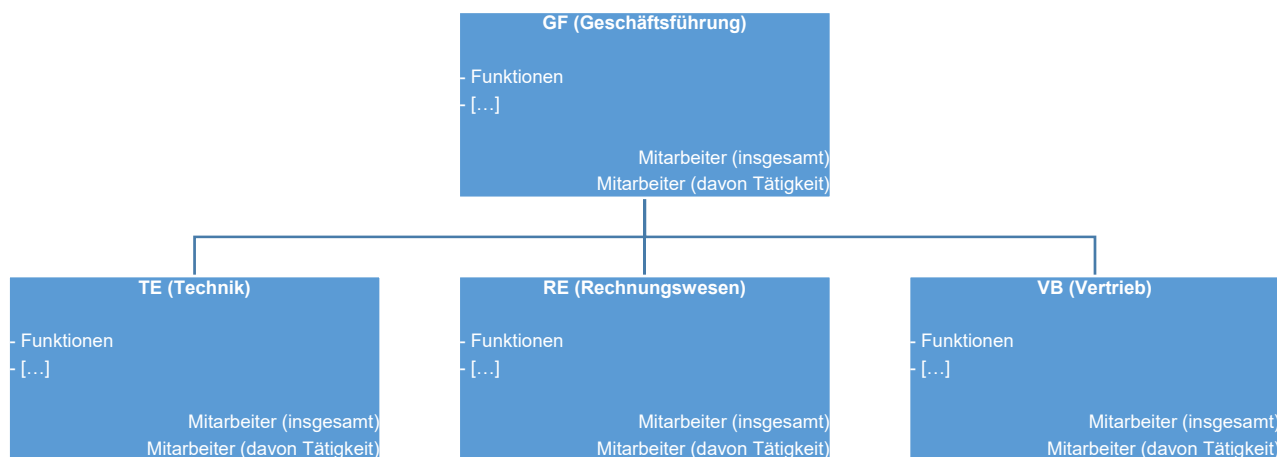 GF (Geschäftsführung)
- Funktionen
- […]
Mitarbeiter (insgesamt)
Mitarbeiter (davon Tätigkeit)
TE (Technik)
- Funktionen
- […]
Mitarbeiter (insgesamt)
Mitarbeiter (davon Tätigkeit)
RE (Rechnungswesen)
- Funktionen
- […]
Mitarbeiter (insgesamt)
Mitarbeiter (davon Tätigkeit)
VB (Vertrieb)
- Funktionen
- […]
Mitarbeiter (insgesamt)
Mitarbeiter (davon Tätigkeit)